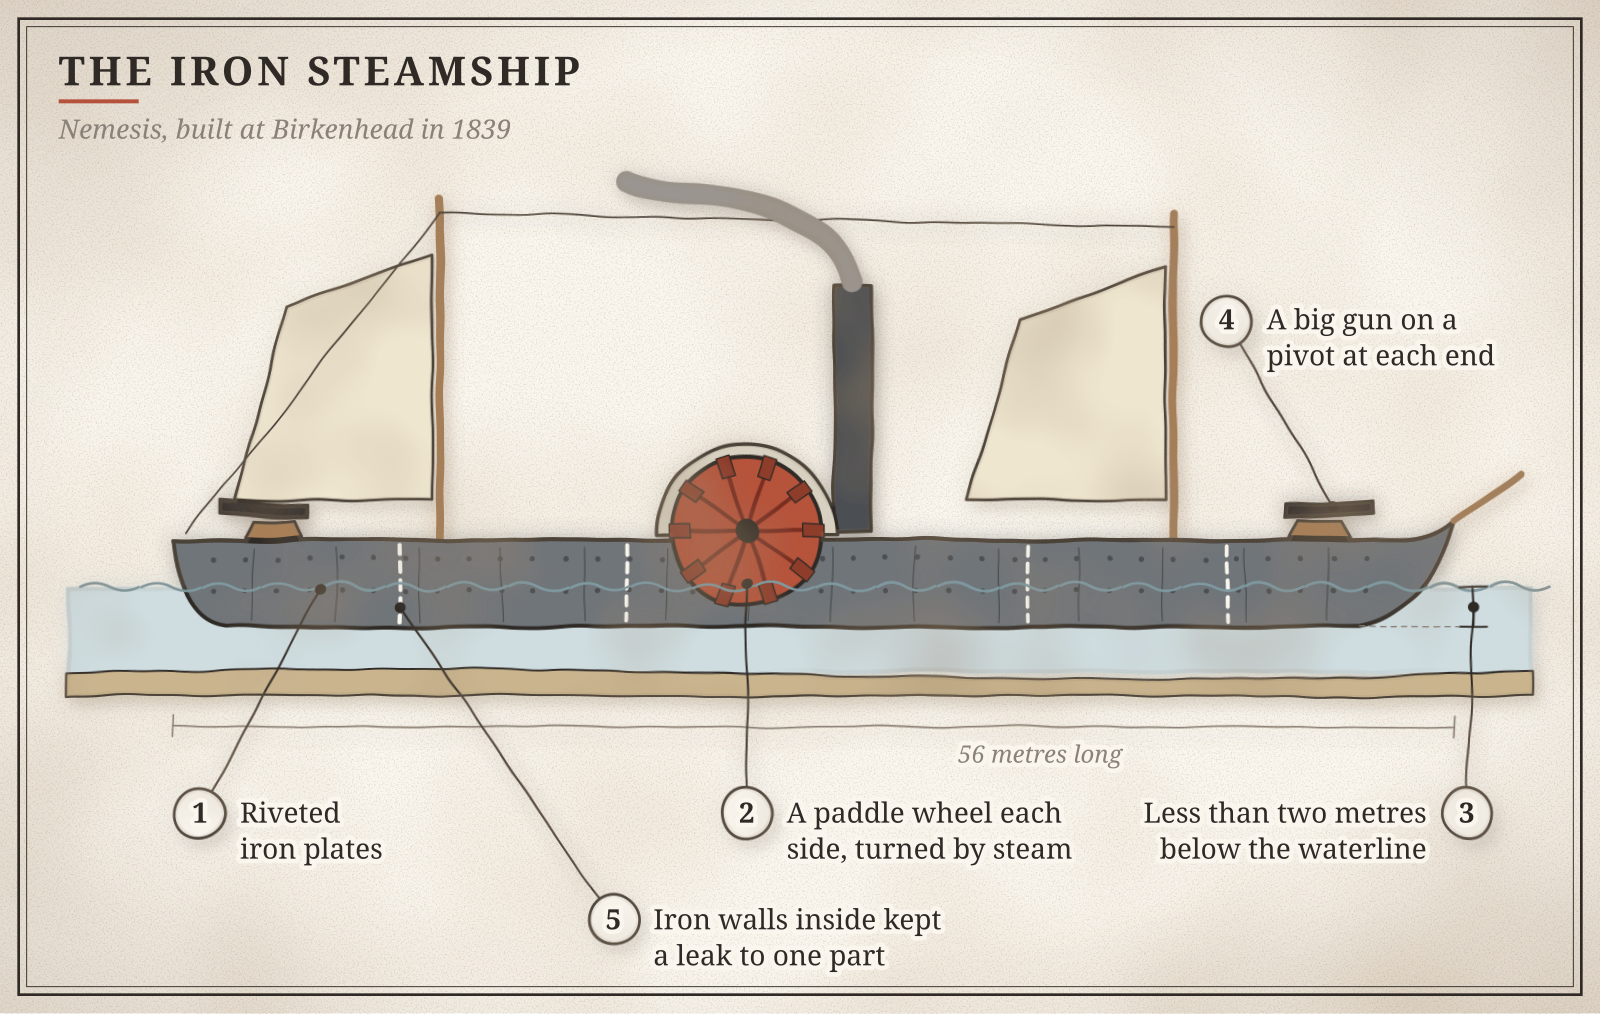 THE IRON STEAMSHIP
Nemesis, built at Birkenhead in 1839
4 A big gun on a
pivot at each end
56 metres long
1 Riveted
iron plates
2 A paddle wheel each
side, turned by steam
Less than two metres 3
below the waterline
5 Iron walls inside kept
a leak to one part